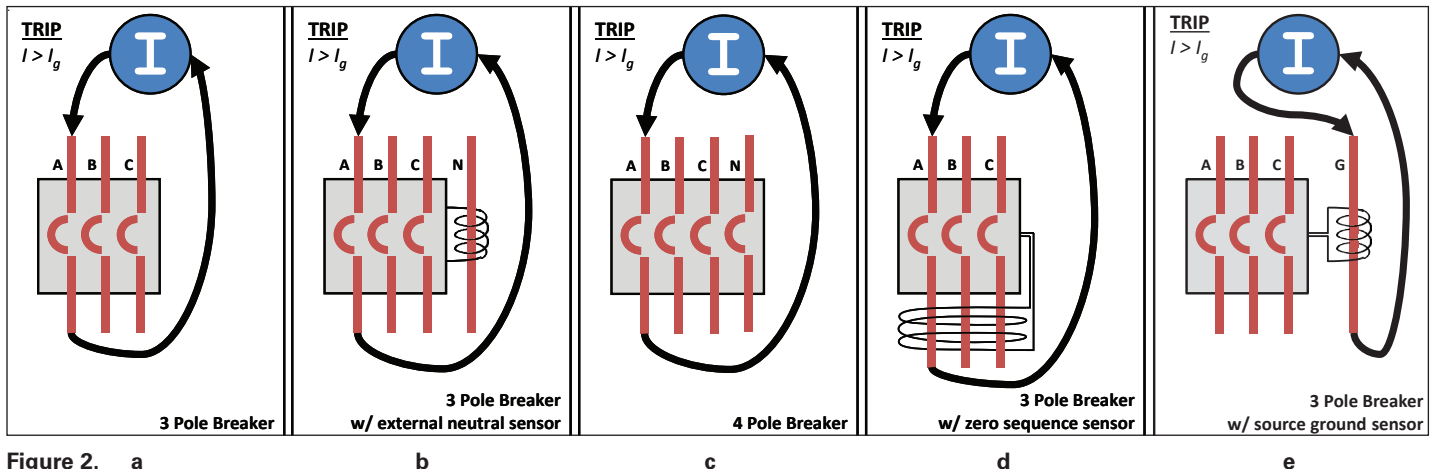 TRIP
I > Ig
A B C
3 Pole Breaker
TRIP
I > Ig
A B C N
3 Pole Breaker
w/ external neutral sensor
TRIP
I > Ig
A B C N
4 Pole Breaker
TRIP
I > Ig
A B C
3 Pole Breaker
w/ zero sequence sensor
TRIP
I > Ig
A B C G
3 Pole Breaker
w/ source ground sensor
Figure 2. a b c d e